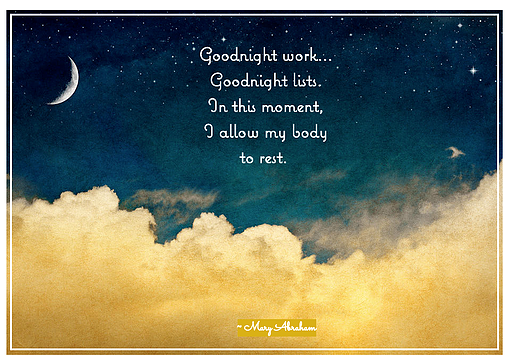 Goodnight work...
Goodnight lists.
In this moment,
I allow my body
to rest.
~ Mary Abraham